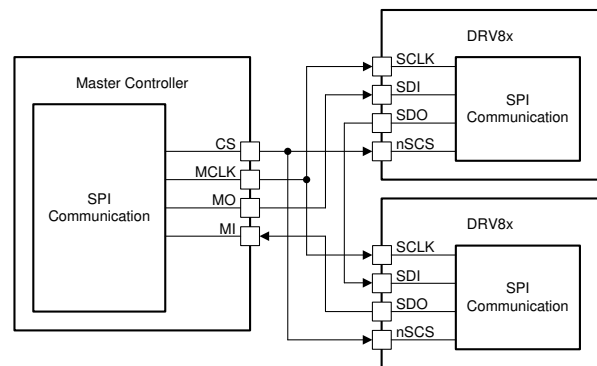 Master Controller
SPI
Communication
CS
MCLK
MO
MI
DRV8x
SCLK
SDI
SDO
nSCS
SPI
Communication
DRV8x
SCLK
SDI
SDO
nSCS
SPI
Communication